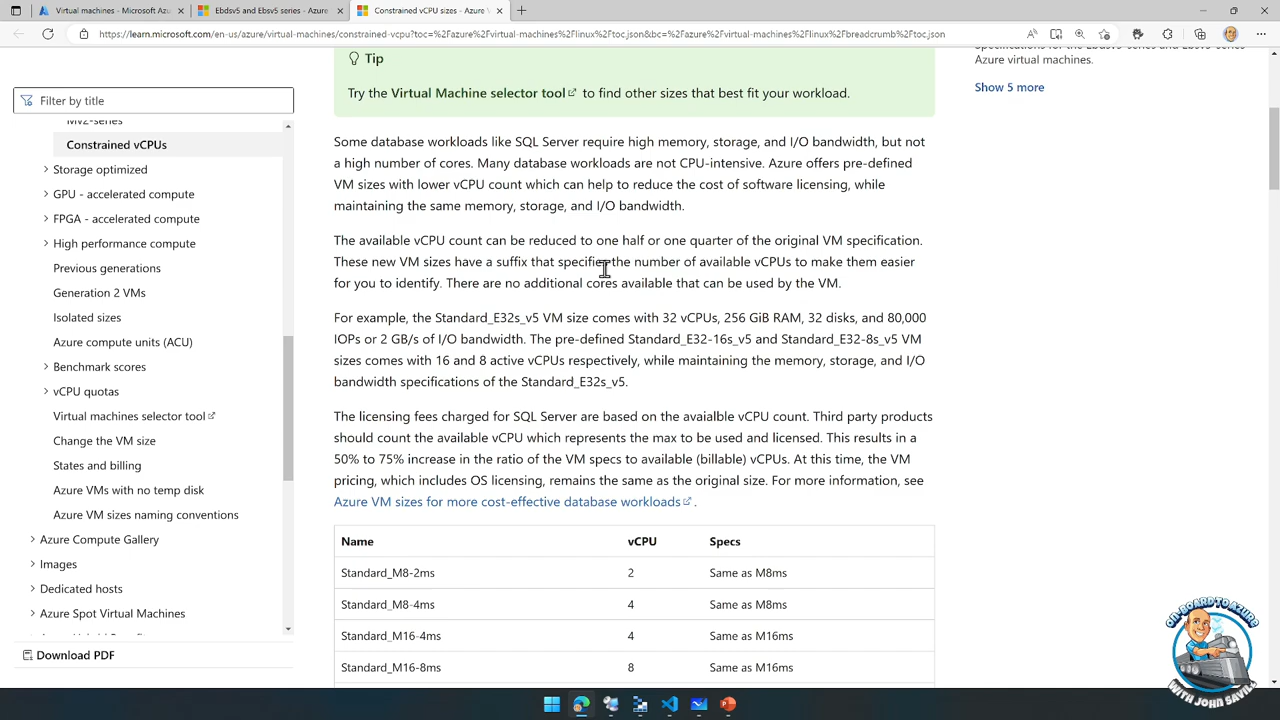 Virtual machines - Microsoft Azu
Ebdsv5 and Ebsv5 series - Azure
Constrained vCPU sizes - Azure V
https://learn.microsoft.com/en-us/azure/virtual-machines/constrained-vcpu?toc=%2Fazure%2Fvirtual-machines%2Flinux%2Ftoc.json&bc=%2Fazure%2Fvirtual-machines%2Flinux%2Fbreadcrumb%2Ftoc.json
Filter by title
Mv2-series
Constrained vCPUs
Storage optimized
GPU - accelerated compute
FPGA - accelerated compute
High performance compute
Previous generations
Generation 2 VMs
Isolated sizes
Azure compute units (ACU)
Benchmark scores
vCPU quotas
Virtual machines selector tool
Change the VM size
States and billing
Azure VMs with no temp disk
Azure VM sizes naming conventions
Azure Compute Gallery
Images
Dedicated hosts
Azure Spot Virtual Machines
Download PDF
Tip
Try the Virtual Machine selector tool to find other sizes that best fit your workload.
Some database workloads like SQL Server require high memory, storage, and I/O bandwidth, but not
a high number of cores. Many database workloads are not CPU-intensive. Azure offers pre-defined
VM sizes with lower vCPU count which can help to reduce the cost of software licensing, while
maintaining the same memory, storage, and I/O bandwidth.
The available vCPU count can be reduced to one half or one quarter of the original VM specification.
These new VM sizes have a suffix that specifies the number of available vCPUs to make them easier
for you to identify. There are no additional cores available that can be used by the VM.
For example, the Standard_E32s_v5 VM size comes with 32 vCPUs, 256 GiB RAM, 32 disks, and 80,000
IOPs or 2 GB/s of I/O bandwidth. The pre-defined Standard_E32-16s_v5 and Standard_E32-8s_v5 VM
sizes comes with 16 and 8 active vCPUs respectively, while maintaining the memory, storage, and I/O
bandwidth specifications of the Standard_E32s_v5.
The licensing fees charged for SQL Server are based on the avaialble vCPU count. Third party products
should count the available vCPU which represents the max to be used and licensed. This results in a
50% to 75% increase in the ratio of the VM specs to available (billable) vCPUs. At this time, the VM
pricing, which includes OS licensing, remains the same as the original size. For more information, see
Azure VM sizes for more cost-effective database workloads .
Name vCPU Specs
Standard_M8-2ms 2 Same as M8ms
Standard_M8-4ms 4 Same as M8ms
Standard_M16-4ms 4 Same as M16ms
Standard_M16-8ms 8 Same as M16ms
Specifications for the Ebdsv5-series and Ebsv5-series
Azure virtual machines.
Show 5 more
ON-BOARD TO AZURE
WITH JOHN SAVILL